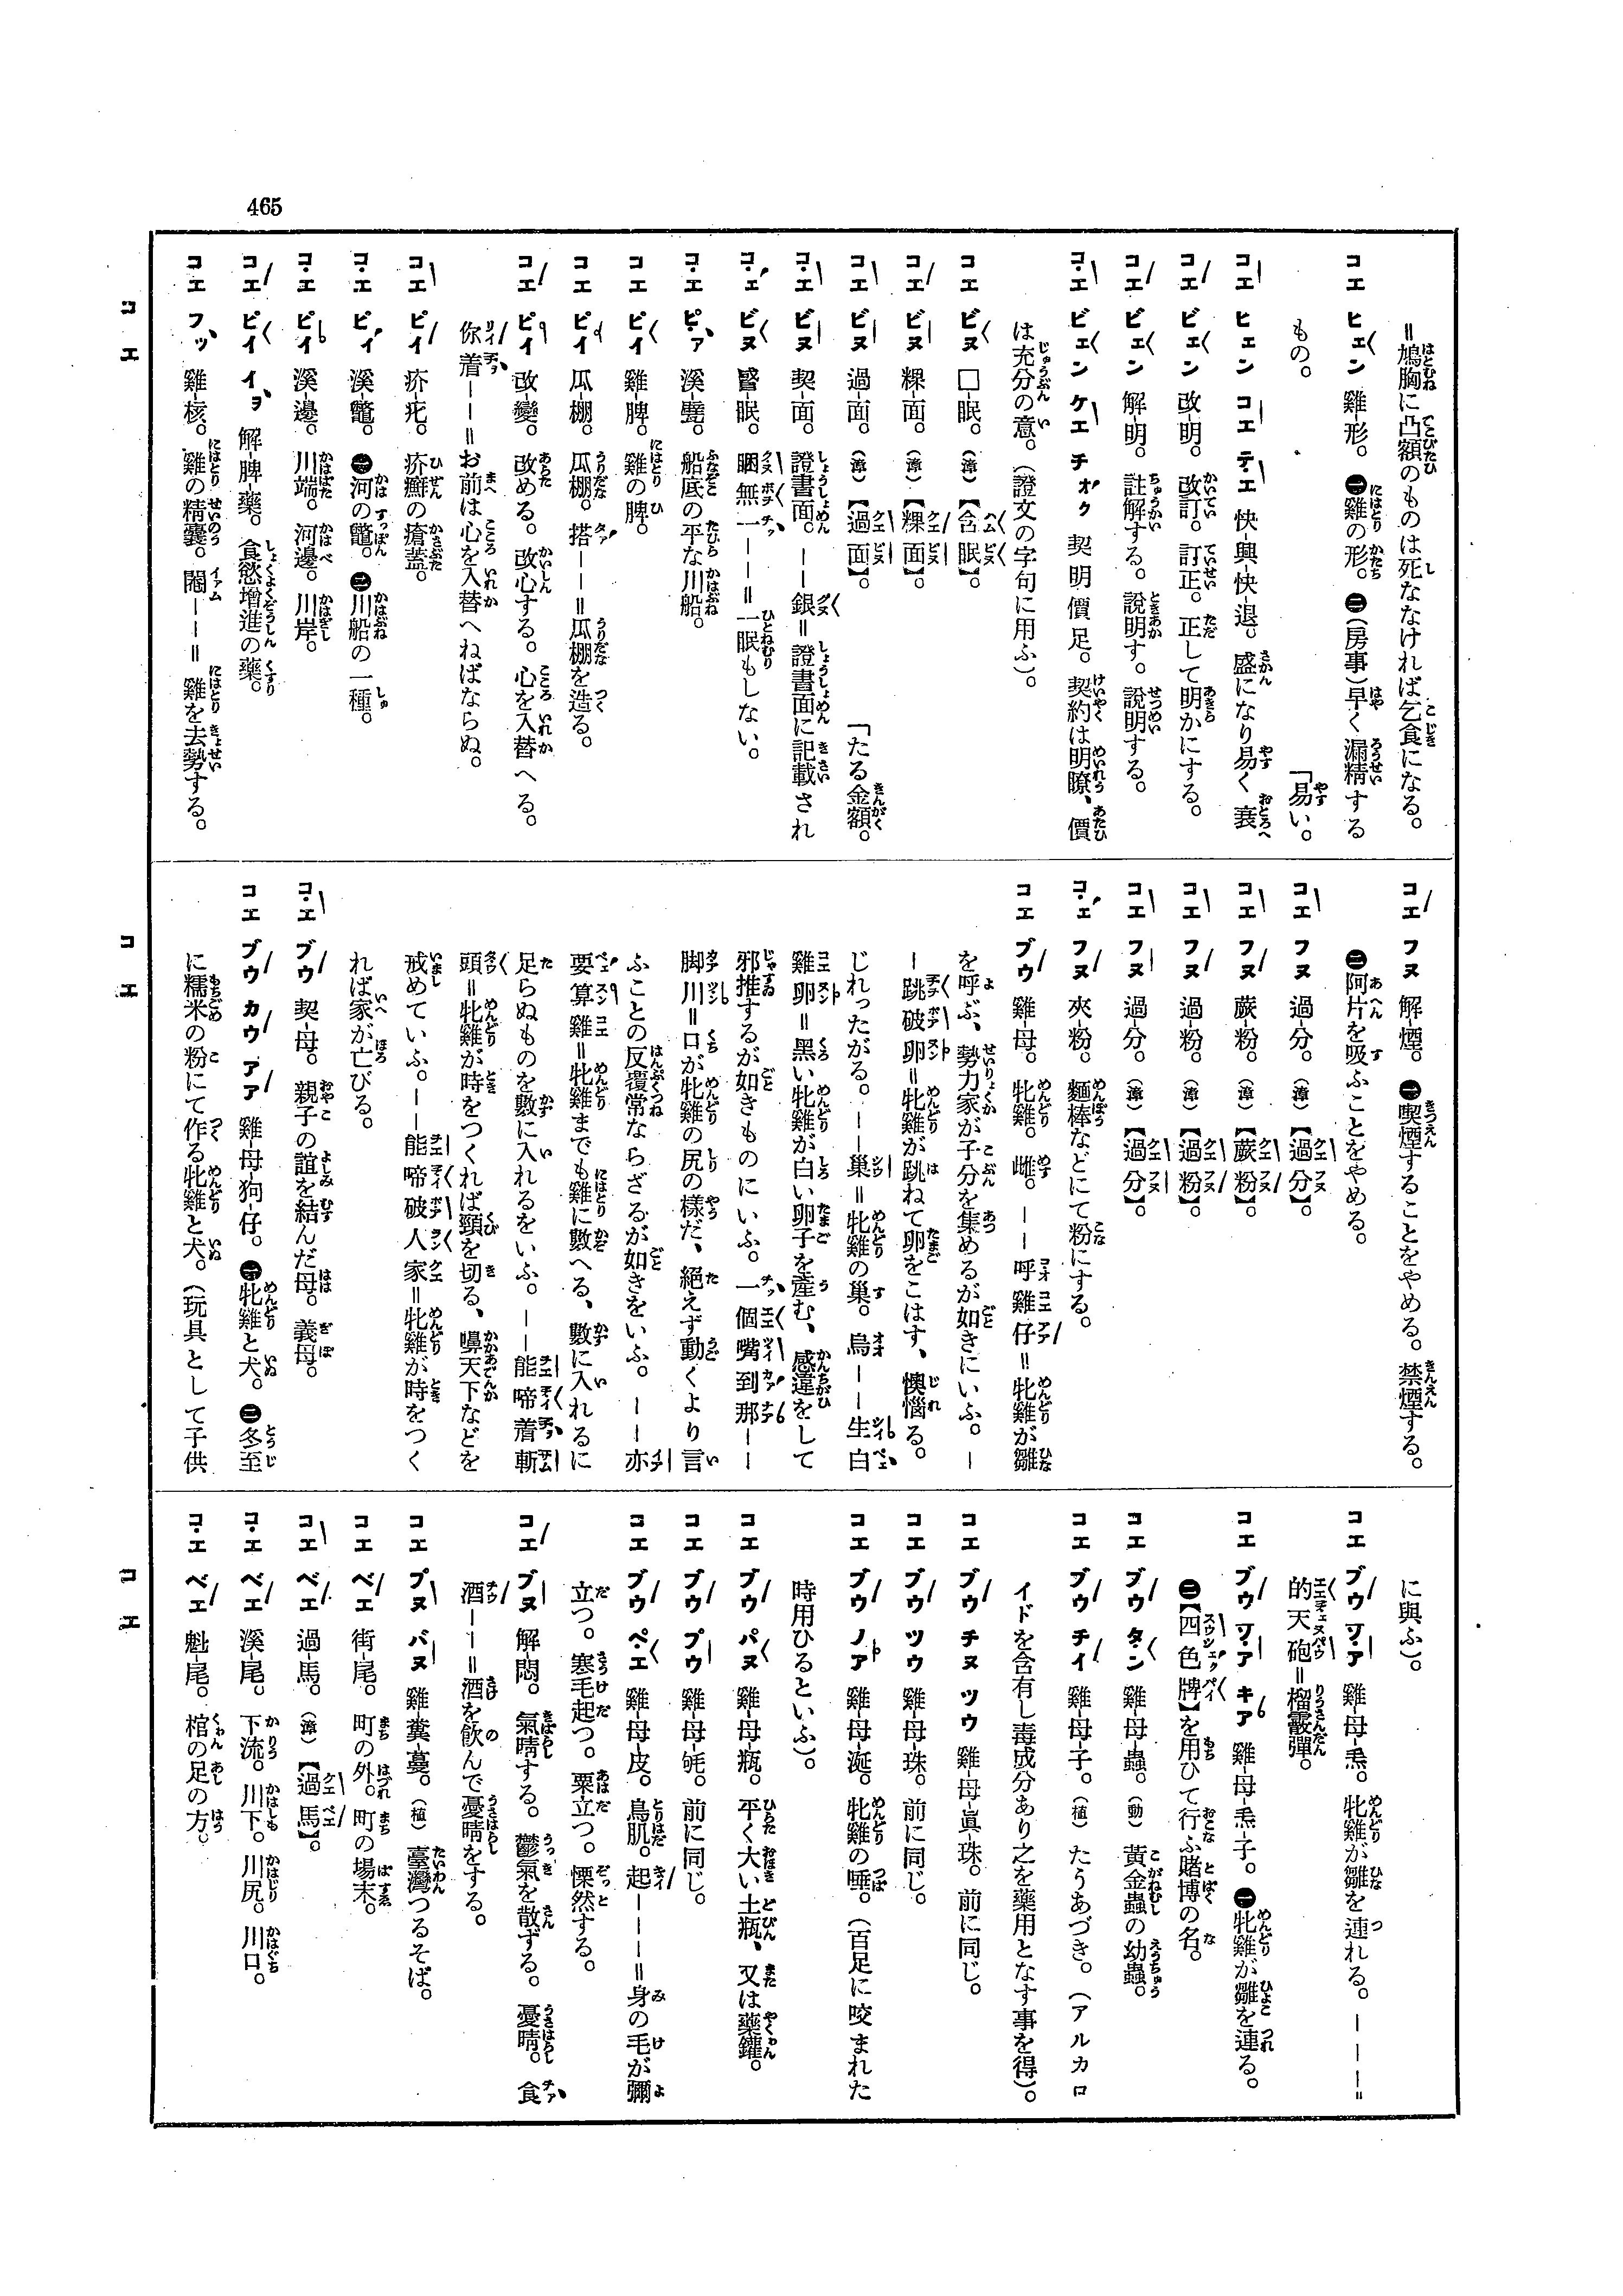 465
=鳩胸に凸額のものは死ななければ乞食になる。
コエ ヒェン 雞-形。 ㊀雞の形。㊁(房事)早く漏精する
もの。 「易い。
コエ ヒェン コエ テェ 快-興-快-退。盛になり易く衰へ
コエ ビェン 改-明。 改訂。訂正。正して明かにする。
コエ ビェン 解-明。 註解する。說明す。說明する。
コエ ビェン ケエ チオㇰ 契明價足。契約は明瞭、價
は充分の意。(證文の字句に用ふ)。
コエ ビヌ □-眠。 (漳)【含眠】。
コエ ビヌ 粿-面。 (漳)【粿面】。
コエ ビヌ 過-面。 (漳)【過面】。 「たる金額。
コエ ビヌ 契-面。 證書面。――銀=證書面に記載され
コエ ビヌ 瞌-眠。 睏無一――=一眠もしない。
コエ ピァ 溪-壁。 船底の平な川船。
コエ ピイ 雞-脾。 雞の脾。
コエ ピイ 瓜-棚。 瓜棚。搭――=瓜棚を造る。
コエ ピイ 改-變。 改める。改心する。心を入替へる。
你着――=お前は心を入替へねばならぬ。
コエ ピイ 疥-疕。 疥癬の瘡蓋。
コエ ピィ 溪-鼈。 ㊀河の鼈。㊁川船の一種。
コエ ピイ 溪-邊。 川端。河邊。川岸。
コエ ピイ イヲ 解-脾-藥。食慾增進の藥。
コエ フッ 雞-核。 雞の精囊。閹――=雞を去勢する。
コエ フヌ 解-煙。 ㊀喫煙することをやめる。禁煙する。
㊁阿片を吸ふことをやめる。
コエ フヌ 過-分。 (漳)【過分】。
コエ フヌ 蕨-粉。 (漳)【蕨粉】。
コエ フヌ 過-粉。 (漳)【過粉】。
コエ フヌ 過-分。 (漳)【過分】。
コェ フヌ 夾-粉。 麵棒などにて粉にする。
コエ ブウ 雞-母。 牝雞。雌。――呼雞仔=牝雞が雛
を呼ぶ、勢力家が子分を集めるが如きにいふ。―
―跳破卵=牝雞が跳ねて卵をこはす、懊惱る。
じれったがる。――巢=牝雞の巢。烏――生白
雞卵=黑い牝雞が白い卵子を產む、感違をして
邪推するが如きものにいふ。一個嘴到那――
脚川=口が牝雞の尻の樣だ、絕えず動くより言
ふことの反覆常ならざるが如きをいふ。――亦
要算雞=牝雞までも雞に數へる、數に入れるに
足らぬものを數に入れるをいふ。――能啼着斬
頭=牝雞が時をつくれば頸を切る、嚊天下などを
戒めていふ。――能啼破人家=牝雞が時をつく
れば家が亡びる。
コエ ブウ 契-母。 親子の誼を結んだ母。義母。
コエ ブウ カウ アア 雞-母-狗-仔。 ㊀牝雞と犬。㊁冬至
に糯米の粉にて作る牝雞と犬。(玩具として子供
に與ふ)。
コエ ブウ ツァ 雞-母-炰。 牝雞が雛を連れる。―――=
的天砲=榴霰彈。
コエ ブウ ツァ キア 雞-母-炰-子。㊀牝雞が雛を連る。
㊁【四色牌】を用ひて行ふ賭博の名。
コエ ブウ タン 雞-母-蟲。(動) 黃金蟲の幼蟲。
コエ ブウ チイ 雞-母-子。(植) たうあづき。(アルカロ
イドを含有し毒成分あり之を藥用となす事を得)。
コエ ブウ チヌ ツウ 雞-母-眞-珠。前に同じ。
コエ ブウ ツウ 雞-母-珠。 前に同じ。
コエ ブウ ノア 雞-母-涎。 牝雞の唾。(百足に咬まれた
時用ひるといふ)。
コエ ブウ パヌ 雞-母-瓶。 平く大い土瓶、又は藥鑵。
コエ ブウ プウ 雞-母-㲍。 前に同じ。
コエ ブウ ペエ 雞-母-皮。鳥肌。起―――=身の毛が彌
立つ。寒毛起つ。粟立つ。慄然する。
コエ ブヌ 解-悶。 氣晴する。鬱氣を散ずる。憂晴。食
酒――=酒を飮んで憂晴をする。
コエ ブヌ バヌ 雞-糞-蔓。(植) 臺灣つるそば。
コエ ベエ 街-尾。 町の外。町の場末。
コエ ベエ 過-馬。 (漳)【過馬】。
コエ ベエ 溪-尾。 下流。川下。川尻。川口。
コエ ベエ 魁-尾。 棺の足の方。
コエ
コエ
コエ